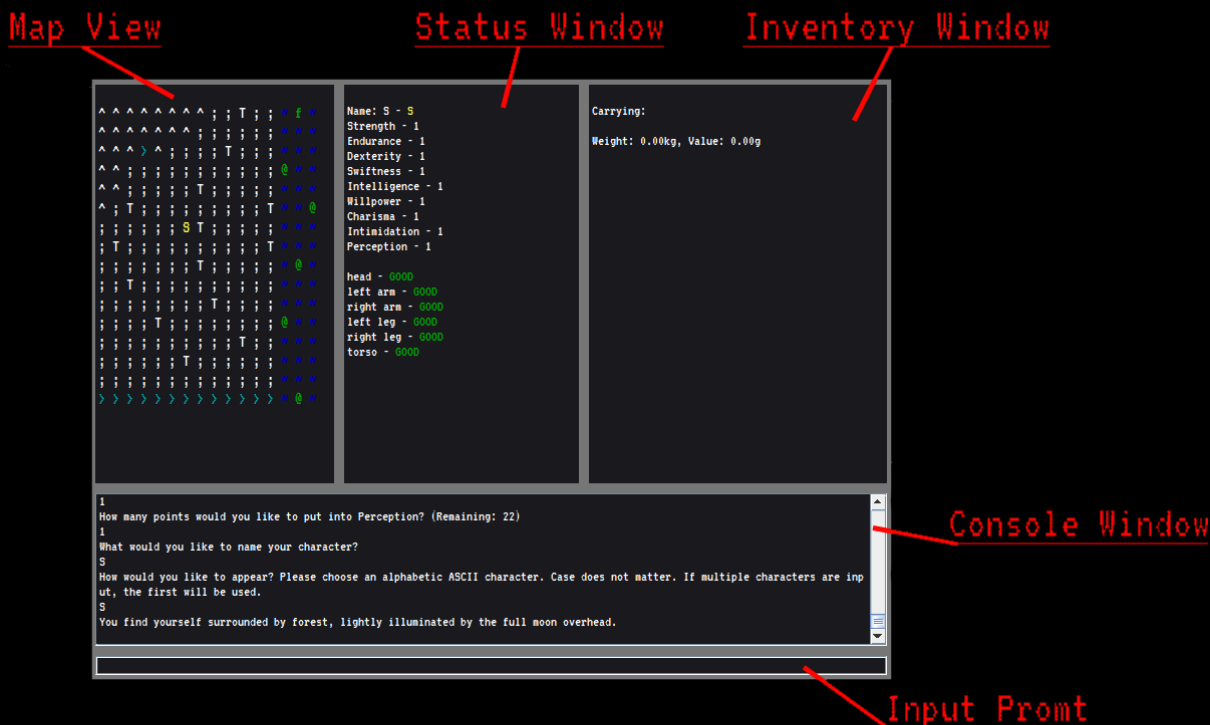 Map View
Status Window
Inventory Window
^ ^ ^ ^ ^ ^ ^ ^ ; ; T ; ; f
^ ^ ^ ^ ^ ^ ^ ; ; ; ; ; ;
^ ^ ^ > ^ ; ; ; ; T ; ; ;
^ ^ ; ; ; ; ; ; ; ; ; ; ; @
^ ^ ; ; ; ; ; T ; ; ; ; ;
^ ; T ; ; ; ; ; ; ; ; ; T @
; ; ; ; ; ; S T ; ; ; ; ;
; T ; ; ; ; ; ; ; ; ; ; T
; ; ; ; ; ; ; T ; ; ; ; ; @
; ; T ; ; ; ; ; ; ; ; ; ;
; ; ; ; ; ; ; ; T ; ; ; ;
; ; ; ; T ; ; ; ; ; ; ; ; @
; ; ; ; ; ; ; ; ; ; T ; ;
; ; ; ; ; ; T ; ; ; ; ; ;
; ; ; ; ; ; ; ; ; ; ; ; ;
> > > > > > > > > > > > > @
Name: S - S
Strength - 1
Endurance - 1
Dexterity - 1
Swiftness - 1
Intelligence - 1
Willpower - 1
Charisma - 1
Intimidation - 1
Perception - 1
head - GOOD
left arm - GOOD
right arm - GOOD
left leg - GOOD
right leg - GOOD
torso - GOOD
Carrying:
Weight: 0.00kg, Value: 0.00g
1
How many points would you like to put into Perception? (Remaining: 22)
1
What would you like to name your character?
S
How would you like to appear? Please choose an alphabetic ASCII character. Case does not matter. If multiple characters are inp
ut, the first will be used.
S
You find yourself surrounded by forest, lightly illuminated by the full moon overhead.
Console Window
Input Promt